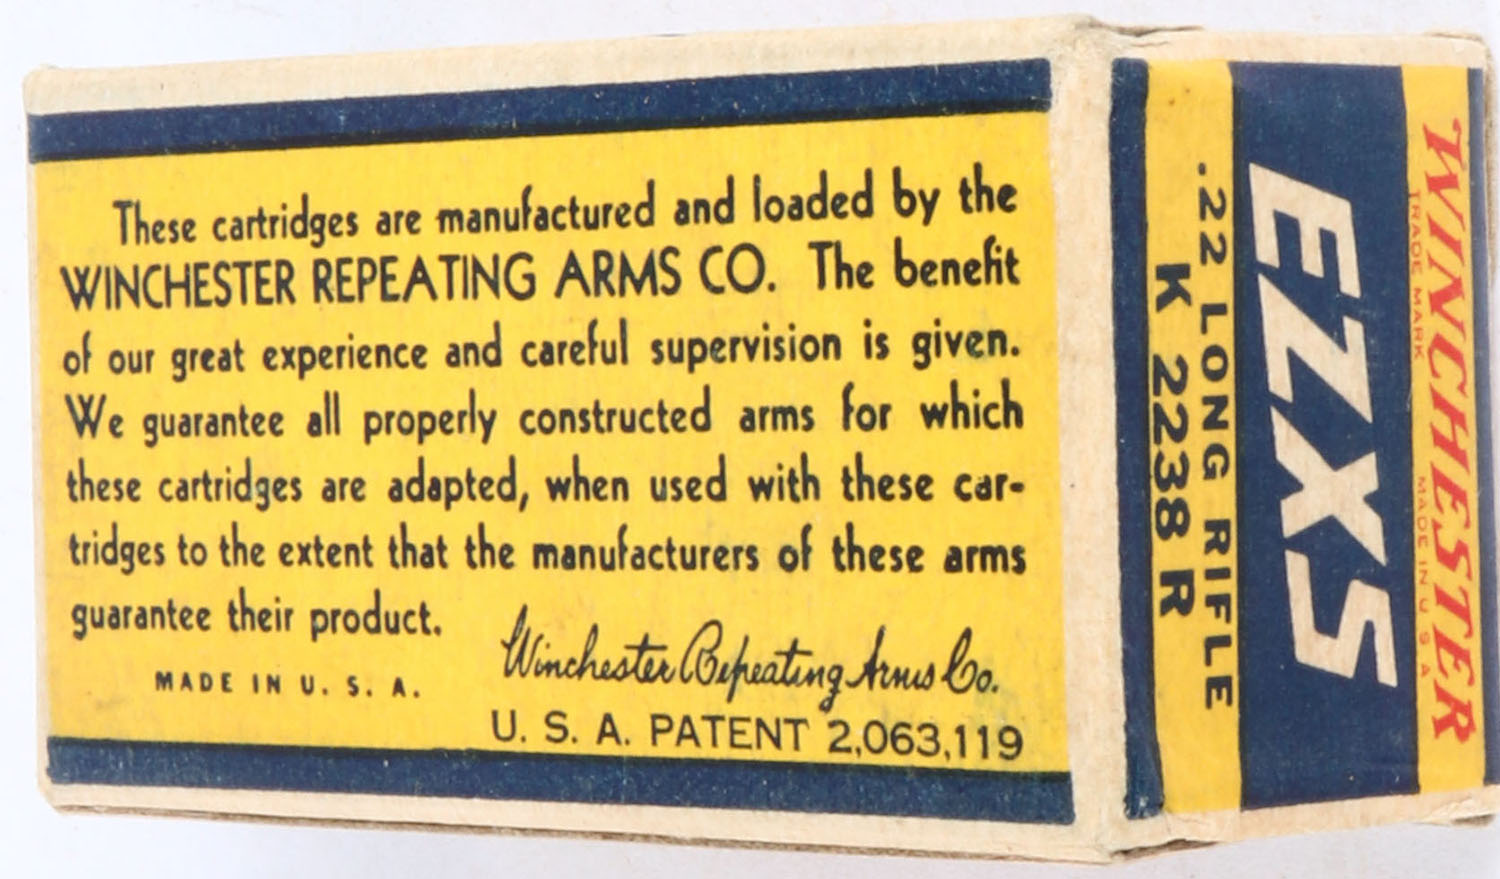 These cartridges are manufactured and loaded by the
WINCHESTER REPEATING ARMS CO. The benefit
of our great experience and careful supervision is given.
We guarantee all properly constructed arms for which
these cartridges are adapted, when used with these car-
tridges to the extent that the manufacturers of these arms
guarantee their product.
Winchester Repeating Arms Co.
MADE IN U. S. A.
U. S. A. PATENT 2,063,119
WINCHESTER
TRADE MARK MADE IN U S A
EZXS
.22 LONG RIFLE
K 2238 R